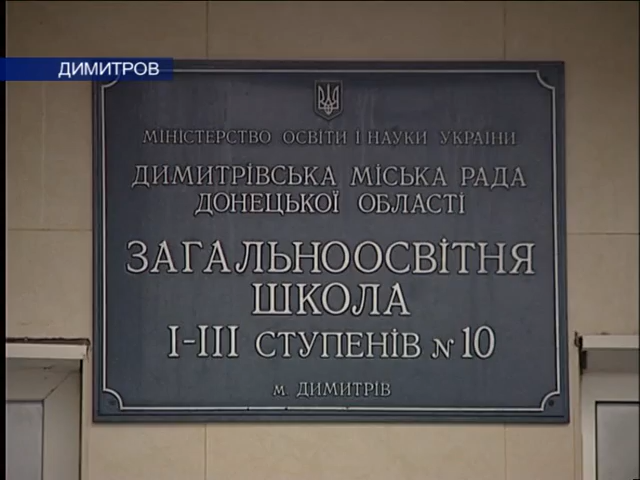 ДИМИТРОВ
МІНІСТЕРСТВО ОСВІТИ І НАУКИ УКРАЇНИ
ДИМИТРІВСЬКА МІСЬКА РАДА
ДОНЕЦЬКОЇ ОБЛАСТІ
ЗАГАЛЬНООСВІТНЯ
ШКОЛА
І-ІІІ СТУПЕНІВ № 10
м. ДИМИТРІВ